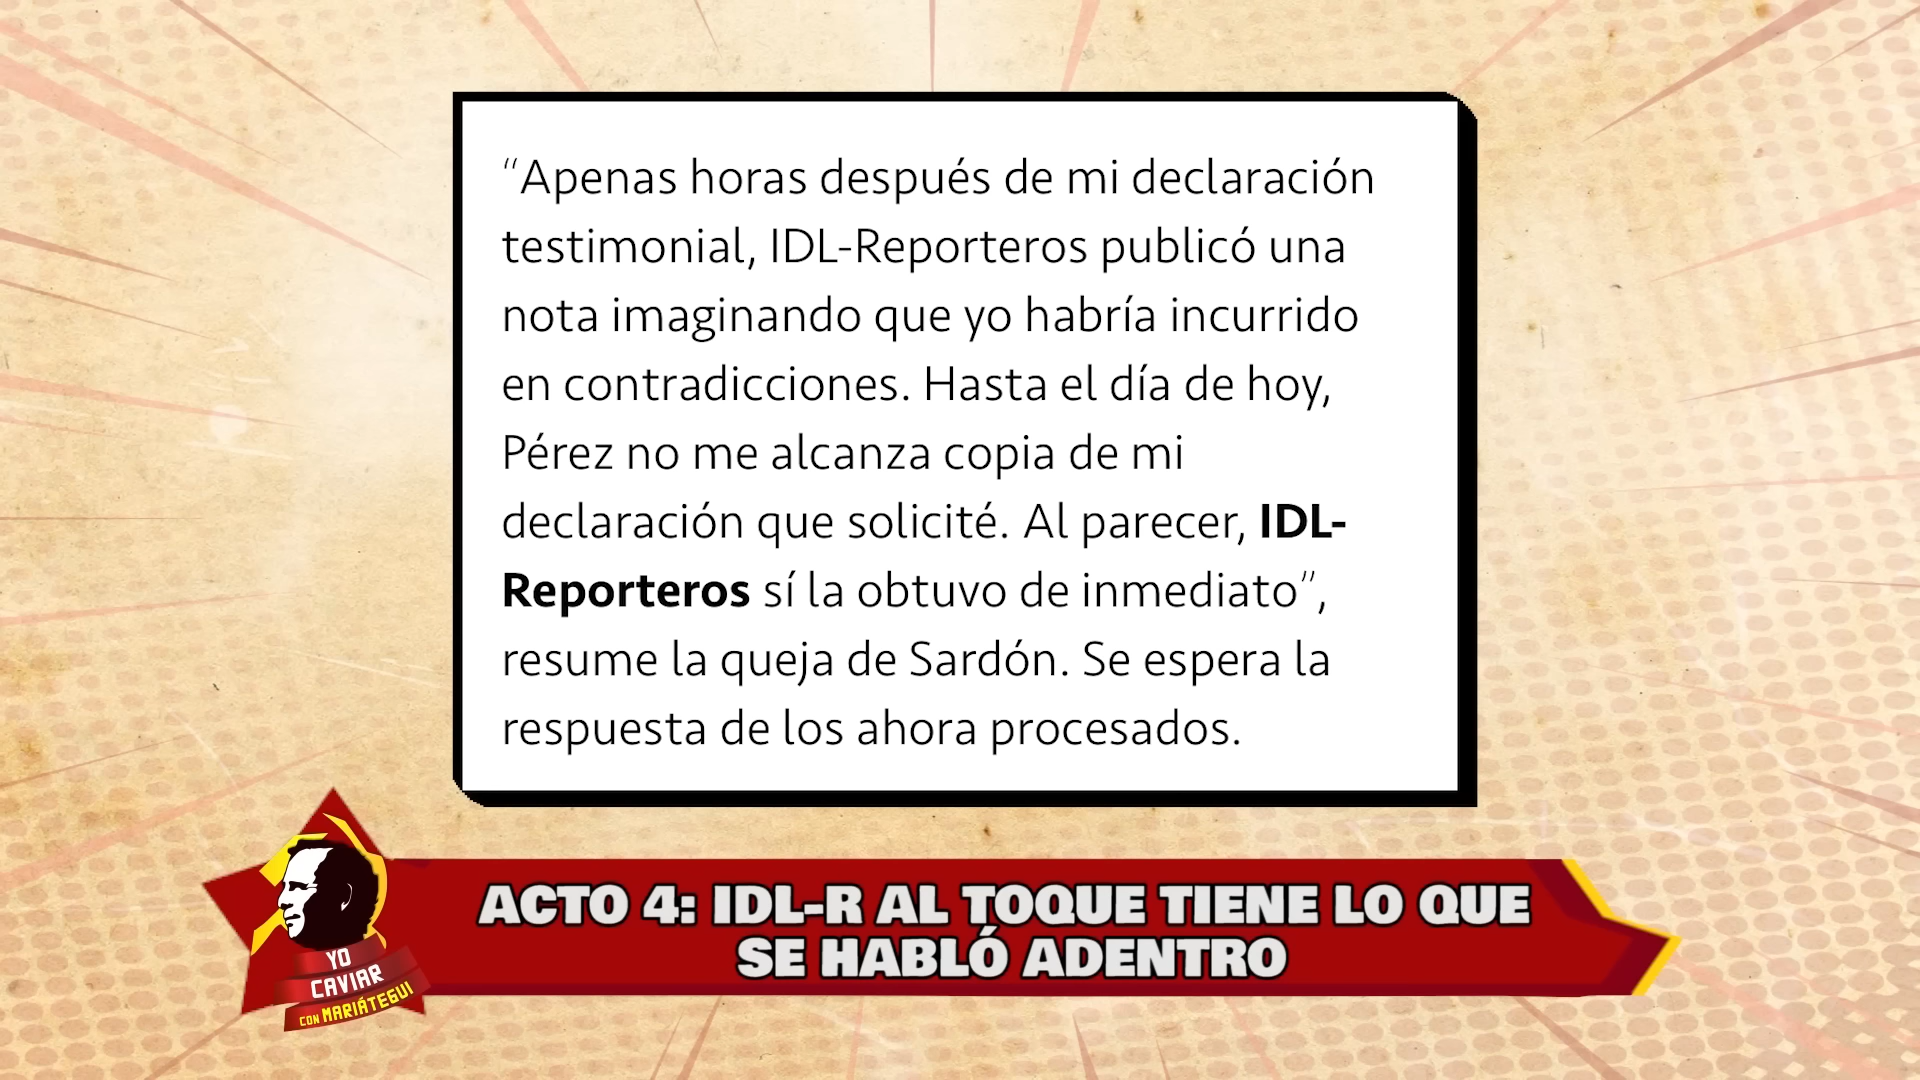 “Apenas horas después de mi declaración
testimonial, IDL-Reporteros publicó una
nota imaginando que yo habría incurrido
en contradicciones. Hasta el día de hoy,
Pérez no me alcanza copia de mi
declaración que solicité. Al parecer, IDL-
Reporteros sí la obtuvo de inmediato”,
resume la queja de Sardón. Se espera la
respuesta de los ahora procesados.
ACTO 4: IDL-R AL TOQUE TIENE LO QUE
SE HABLÓ ADENTRO
YO
CAVIAR
CON MARIÁTEGUI